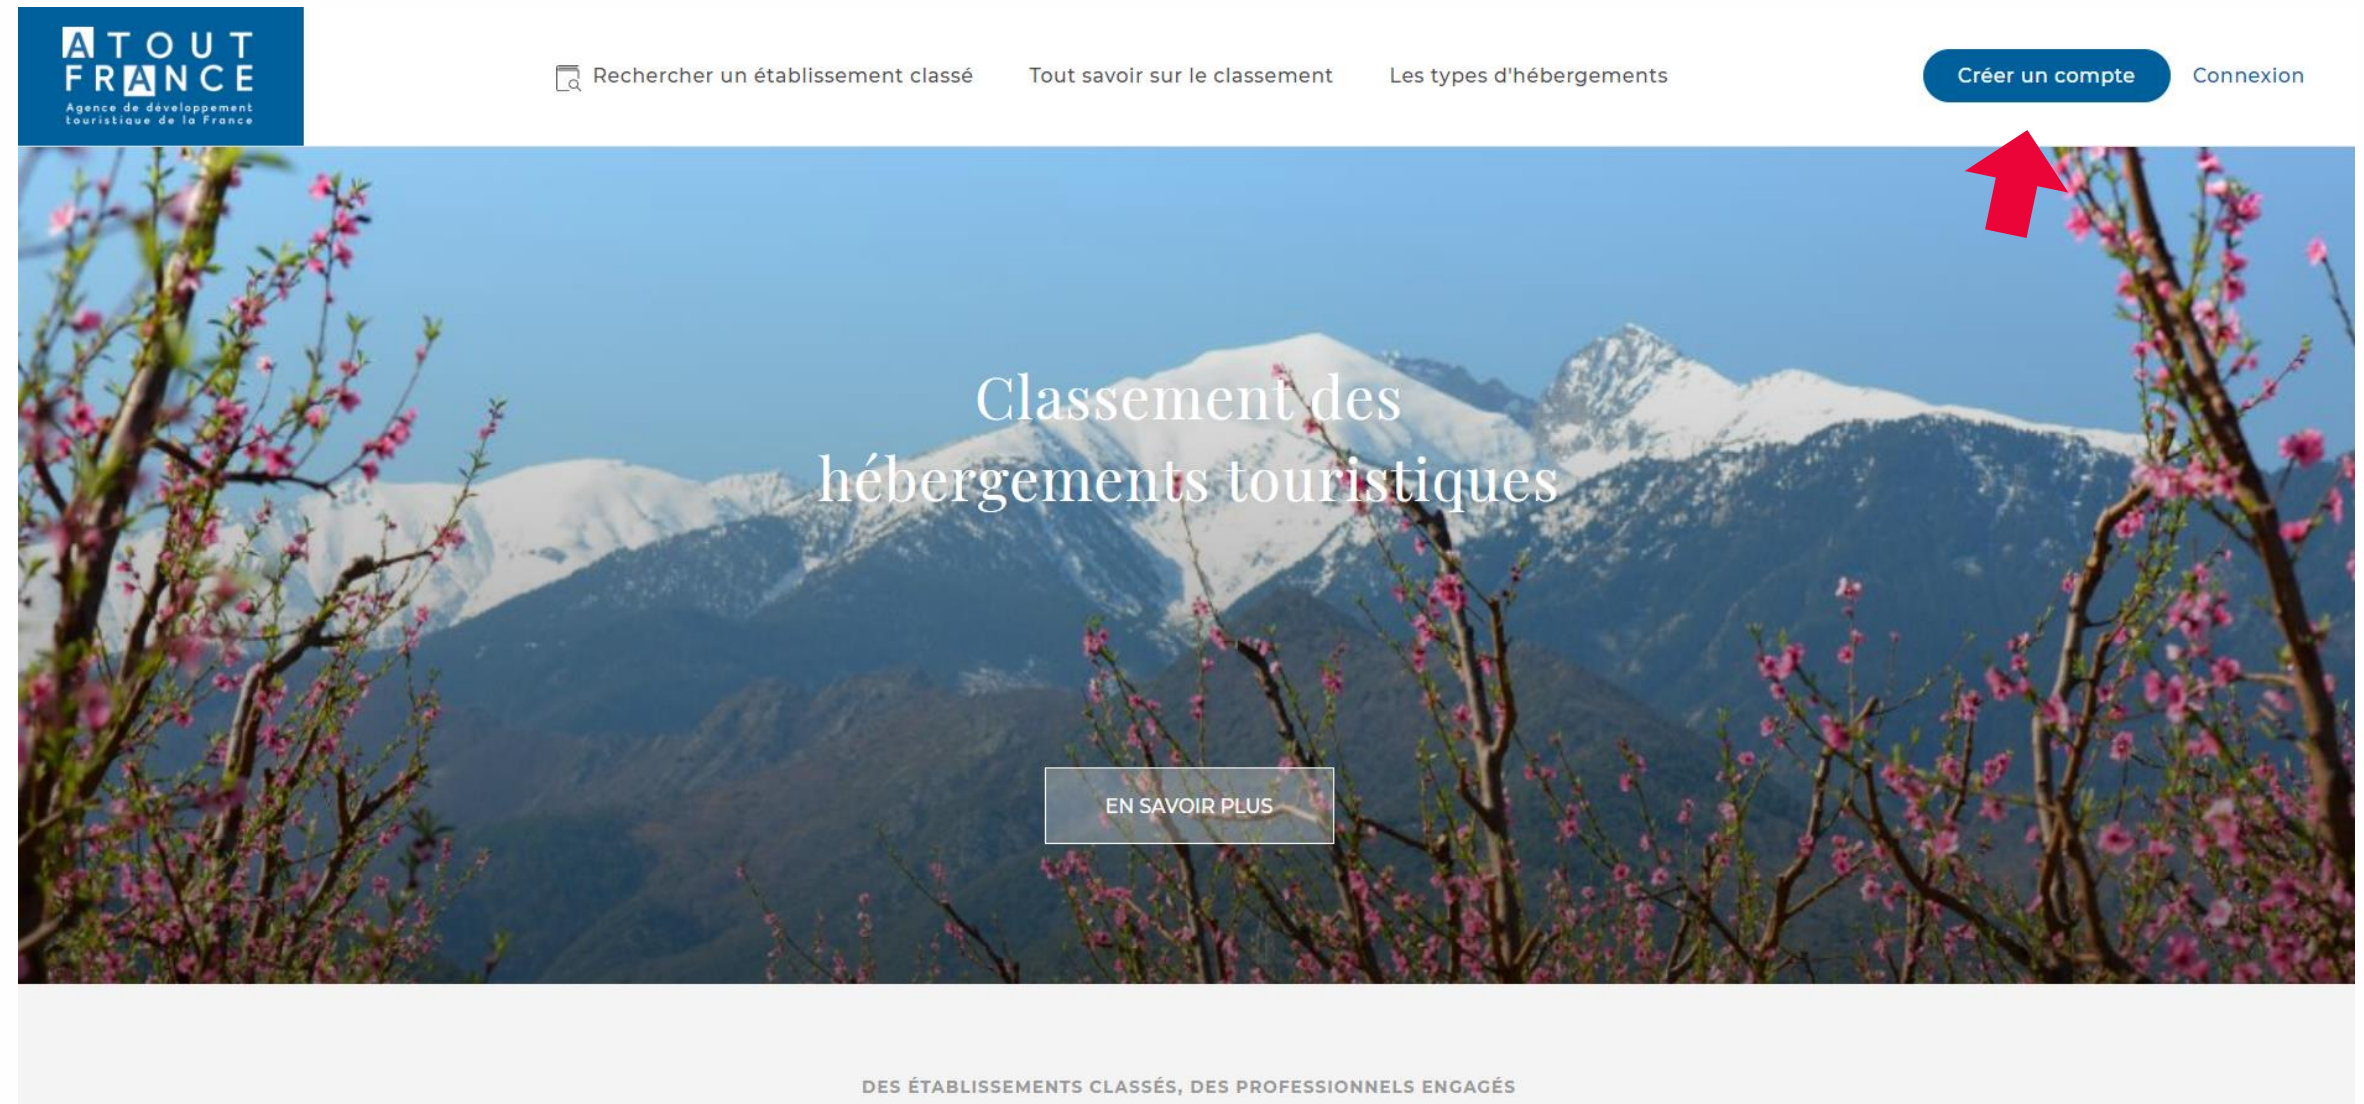 ATOUT
FRANCE
Agence de développement
touristique de la France
Rechercher un établissement classé
Tout savoir sur le classement
Les types d'hébergements
Créer un compte
Connexion
Classement des
hébergements touristiques
EN SAVOIR PLUS
DES ÉTABLISSEMENTS CLASSÉS, DES PROFESSIONNELS ENGAGÉS